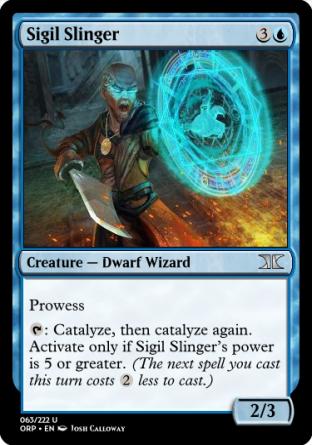 Sigil Slinger 3
Creature — Dwarf Wizard
Prowess
: Catalyze, then catalyze again.
Activate only if Sigil Slinger's power
is 5 or greater. (The next spell you cast
this turn costs 2 less to cast.)
2/3
063/222 U
ORP • EN Josh Calloway